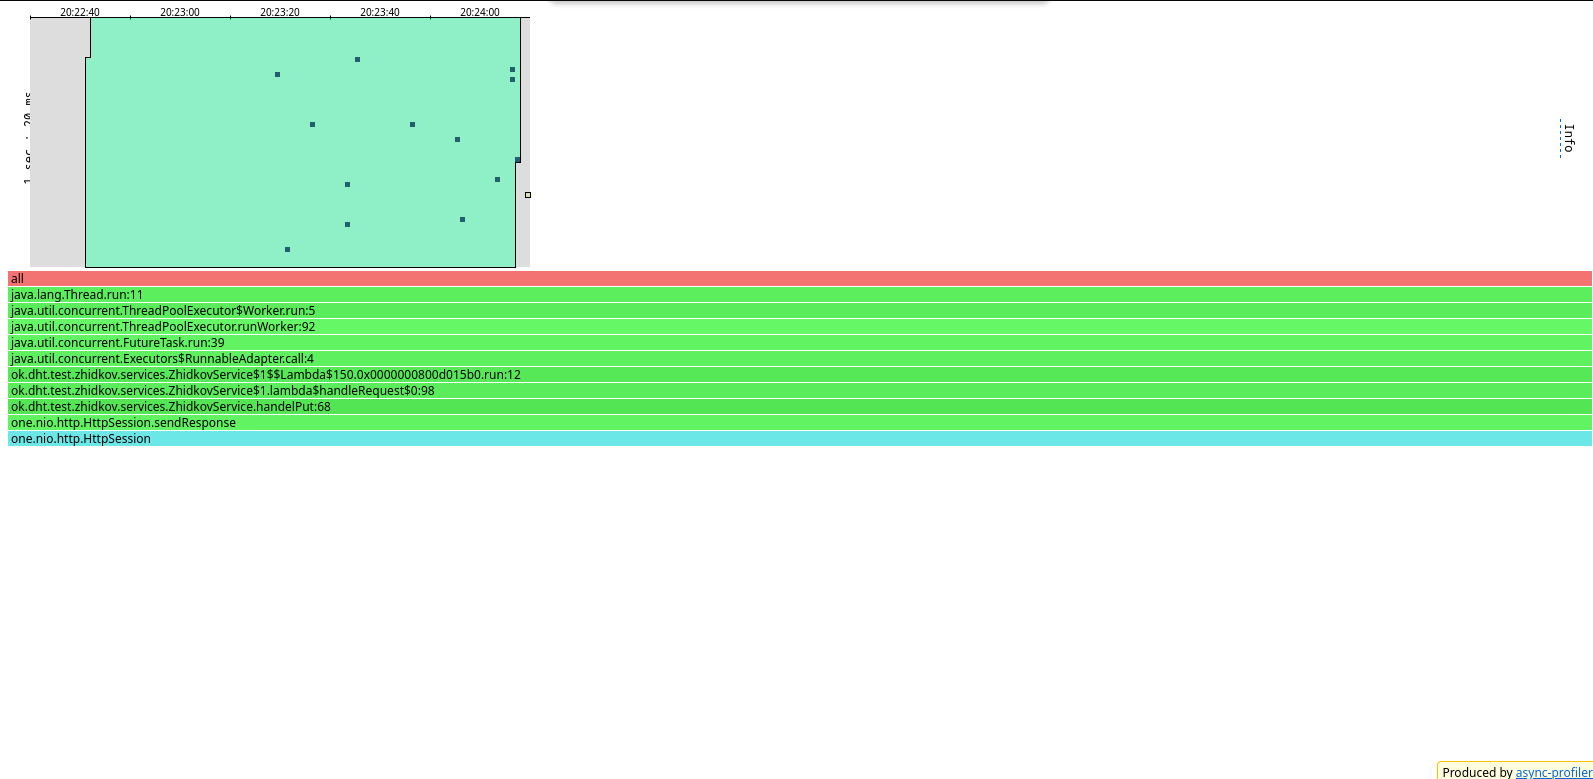 20:22:40 20:23:00 20:23:20 20:23:40 20:24:00
1 sec : 20 ms
Info
all
java.lang.Thread.run:11
java.util.concurrent.ThreadPoolExecutor$Worker.run:5
java.util.concurrent.ThreadPoolExecutor.runWorker:92
java.util.concurrent.FutureTask.run:39
java.util.concurrent.Executors$RunnableAdapter.call:4
ok.dht.test.zhidkov.services.ZhidkovService$1$$Lambda$150.0x0000000800d015b0.run:12
ok.dht.test.zhidkov.services.ZhidkovService$1.lambda$handleRequest$0:98
ok.dht.test.zhidkov.services.ZhidkovService.handelPut:68
one.nio.http.HttpSession.sendResponse
one.nio.http.HttpSession
Produced by async-profiler